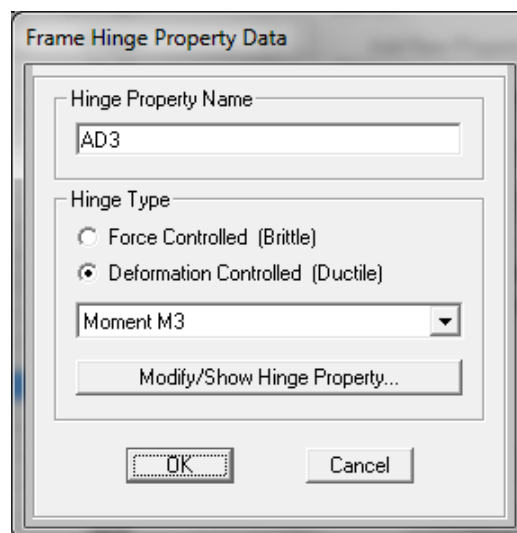 Frame Hinge Property Data
Hinge Property Name
AD3
Hinge Type
Force Controlled (Brittle)
Deformation Controlled (Ductile)
Moment M3
Modify/Show Hinge Property...
OK
Cancel